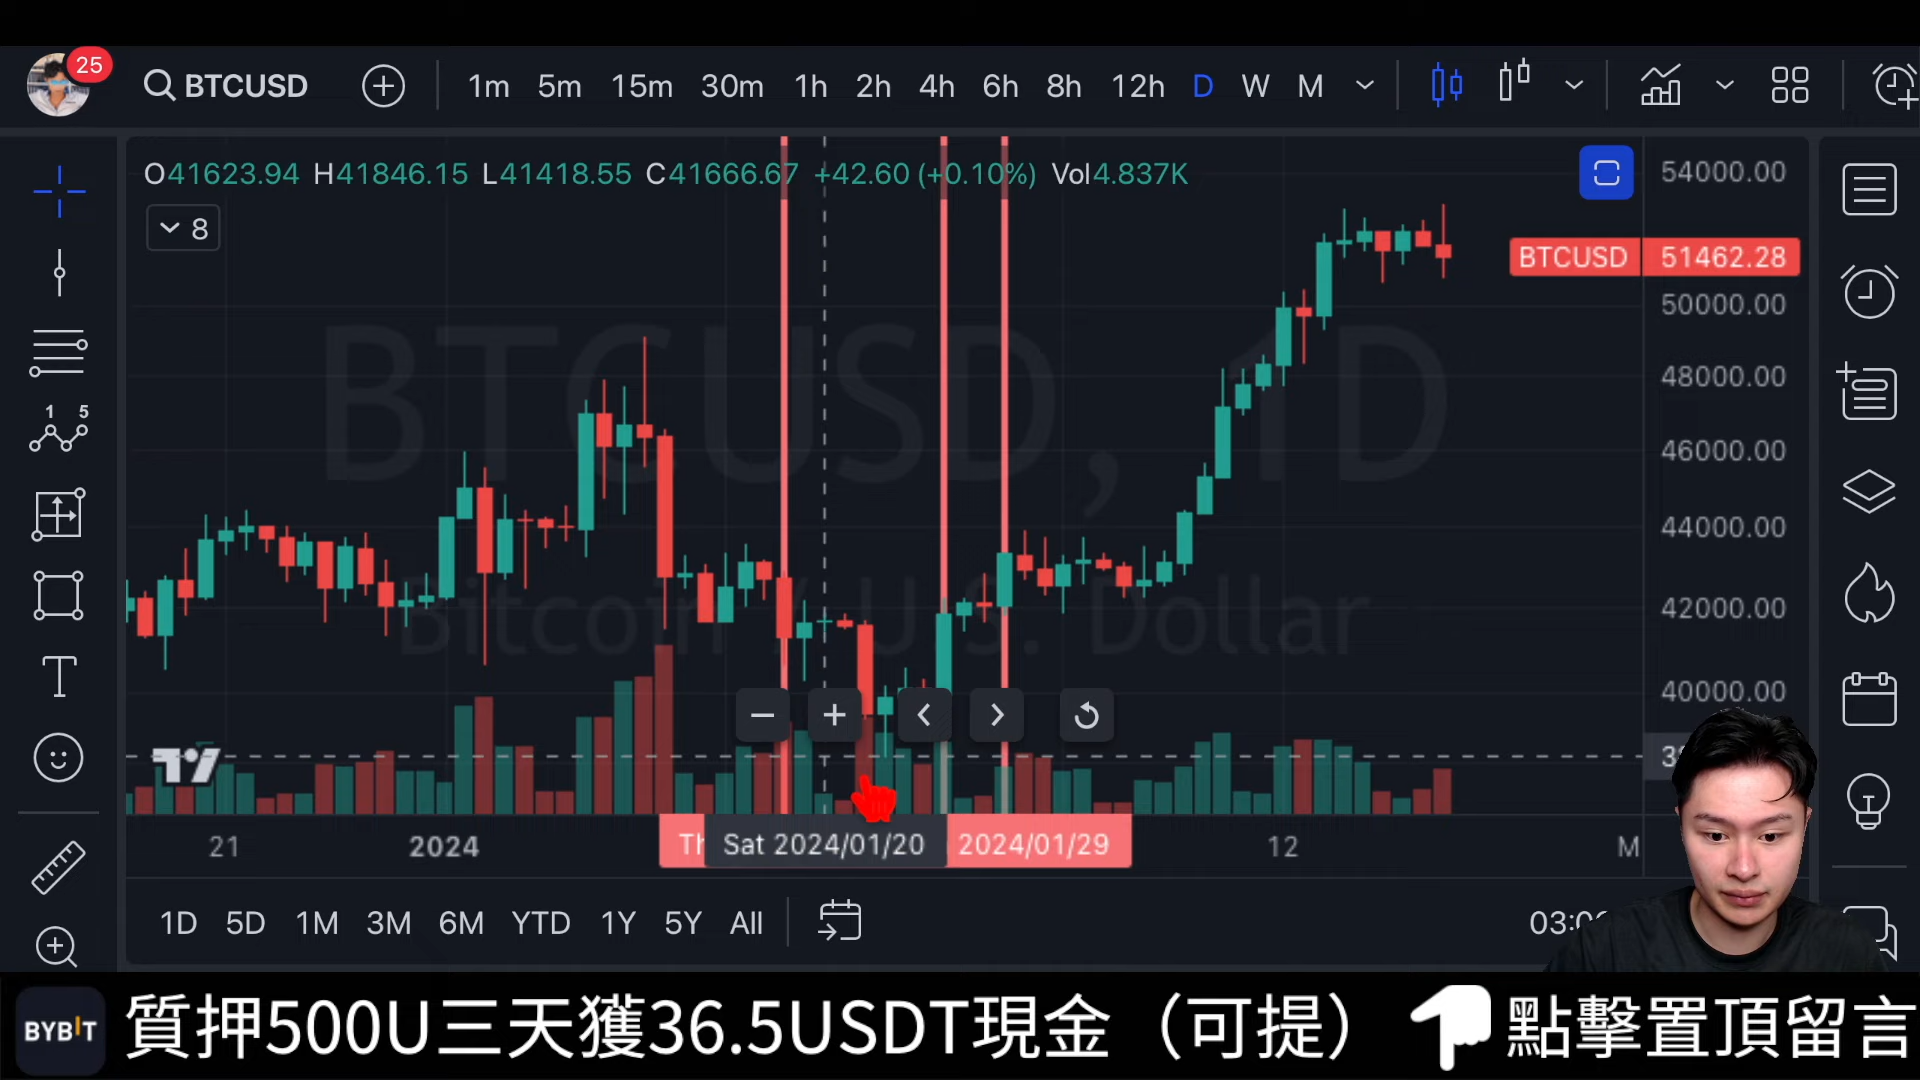 25
BTCUSD
1m 5m 15m 30m 1h 2h 4h 6h 8h 12h D W M
O41623.94 H41846.15 L41418.55 C41666.67 +42.60 (+0.10%) Vol4.837K
8
BTCUSD, 1D
Bitcoin / U.S. Dollar
54000.00
BTCUSD 51462.28
50000.00
48000.00
46000.00
44000.00
42000.00
40000.00
1 5
T
21 2024 Sat 2024/01/20 2024/01/29 12 M
1D 5D 1M 3M 6M YTD 1Y 5Y All
BYBIT 質押500U三天獲36.5USDT現金（可提） 點擊置頂留言